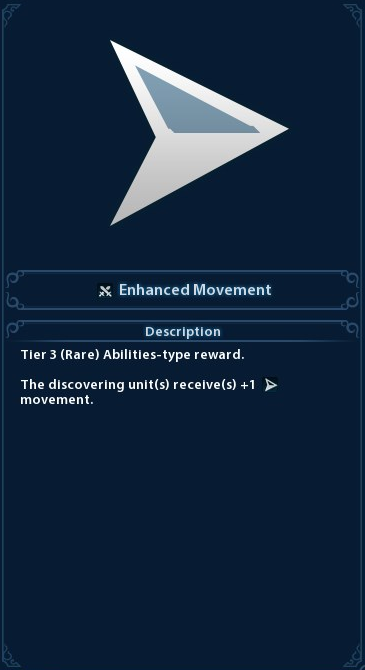 Enhanced Movement
Description
Tier 3 (Rare) Abilities-type reward.
The discovering unit(s) receive(s) +1
movement.